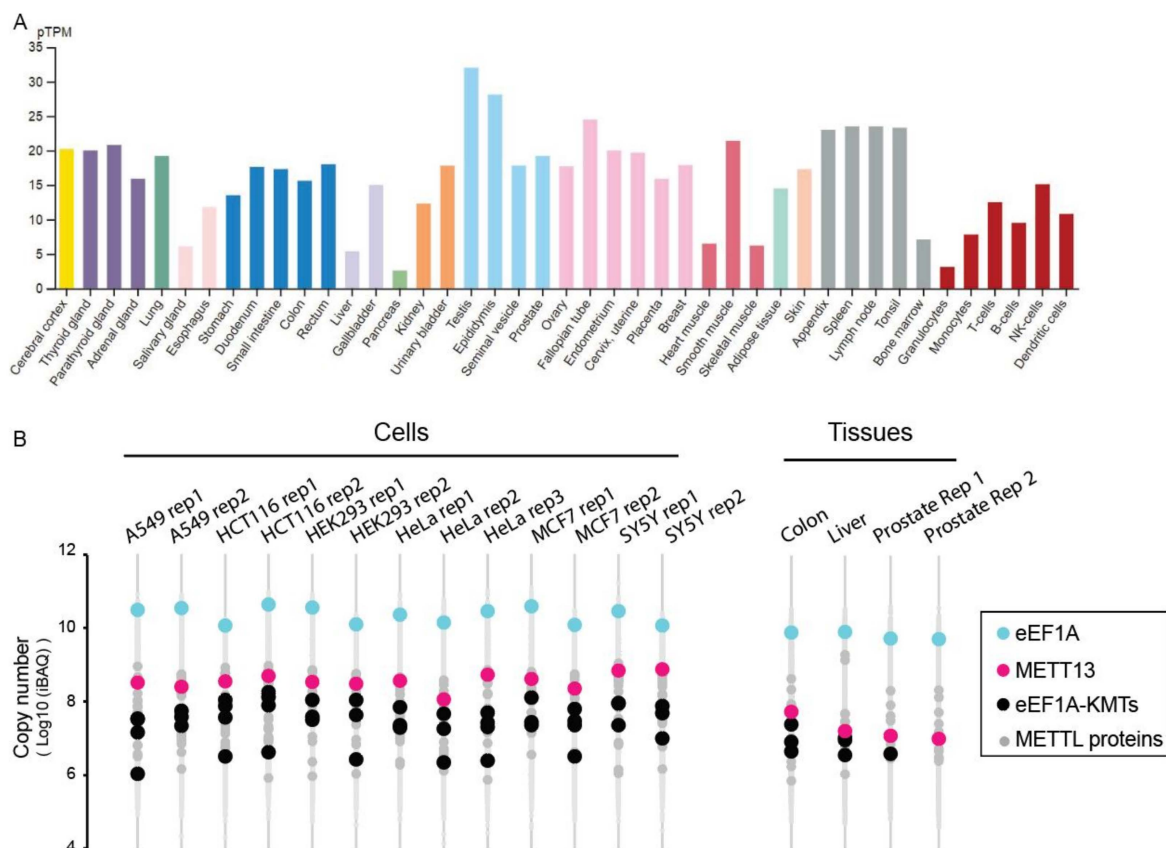 A
pTPM
35
30
25
20
15
10
5
0
Cerebral cortex
Thyroid gland
Parathyroid gland
Adrenal gland
Lung
Salivary gland
Esophagus
Stomach
Duodenum
Small intestine
Colon
Rectum
Liver
Gallbladder
Pancreas
Kidney
Urinary bladder
Testis
Epididymis
Seminal vesicle
Prostate
Ovary
Fallopian tube
Endometrium
Cervix, uterine
Placenta
Breast
Heart muscle
Smooth muscle
Skeletal muscle
Adipose tissue
Skin
Appendix
Spleen
Lymph node
Tonsil
Bone marrow
Granulocytes
Monocytes
T-cells
B-cells
NK-cells
Dendritic cells
B
Cells
Tissues
A549 rep1
A549 rep2
HCT116 rep1
HCT116 rep2
HEK293 rep1
HEK293 rep2
HeLa rep1
HeLa rep2
HeLa rep3
MCF7 rep1
MCF7 rep2
SY5Y rep1
SY5Y rep2
Colon
Liver
Prostate Rep 1
Prostate Rep 2
12
10
8
6
4
Copy number
( Log10 (iBAQ) )
eEF1A
METT13
eEF1A-KMTs
METTL proteins